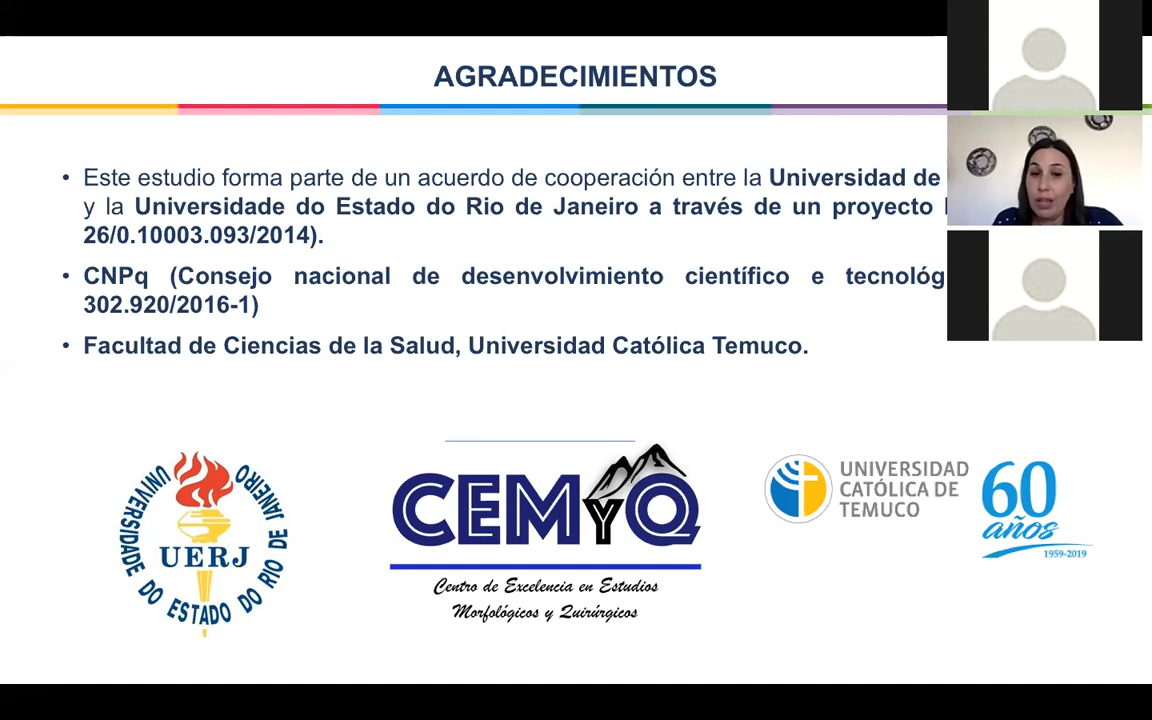 AGRADECIMIENTOS
• Este estudio forma parte de un acuerdo de cooperación entre la Universidad de
y la Universidade do Estado do Rio de Janeiro a través de un proyecto
26/0.10003.093/2014).
• CNPq (Consejo nacional de desenvolvimiento científico e tecnológ
302.920/2016-1)
• Facultad de Ciencias de la Salud, Universidad Católica Temuco.
UNIVERSIDADE DO ESTADO DO RIO DE JANEIRO
UERJ
CEMYQ
Centro de Excelencia en Estudios
Morfológicos y Quirúrgicos
UNIVERSIDAD
CATÓLICA DE
TEMUCO
60
años
1959-2019